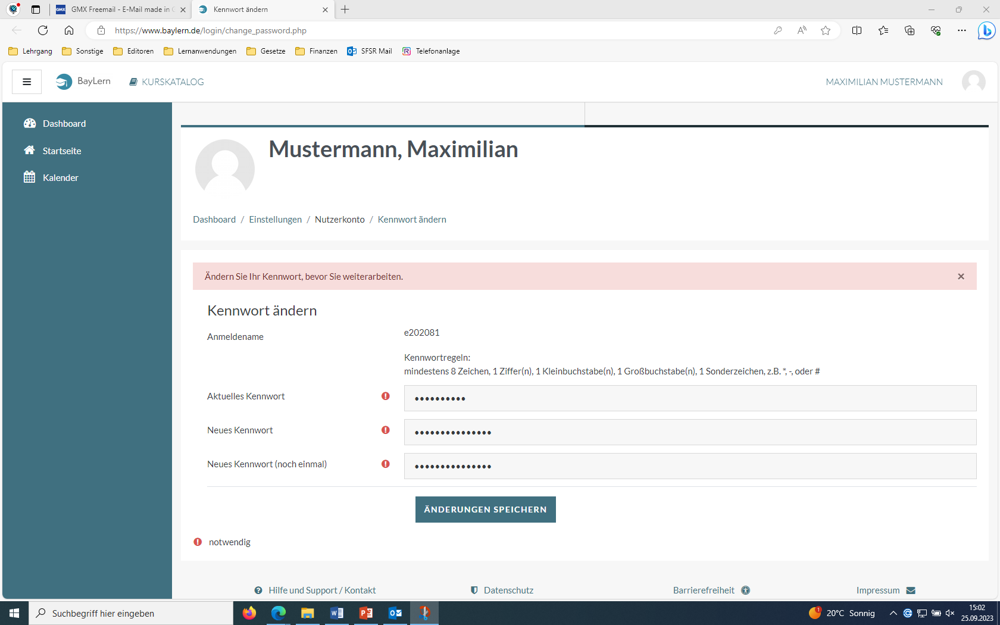 GMX Freemail - E-Mail made in
Kennwort ändern
https://www.baylern.de/login/change_password.php
Lehrgang Sonstige Editoren Lernanwendungen Gesetze Finanzen SFSR Mail Telefonanlage
BayLern KURSKATALOG MAXIMILIAN MUSTERMANN
Dashboard
Startseite
Kalender
Mustermann, Maximilian
Dashboard / Einstellungen / Nutzerkonto / Kennwort ändern
Ändern Sie Ihr Kennwort, bevor Sie weiterarbeiten.
Kennwort ändern
Anmeldename e202081
Kennwortregeln:
mindestens 8 Zeichen, 1 Ziffer(n), 1 Kleinbuchstabe(n), 1 Großbuchstabe(n), 1 Sonderzeichen, z.B. *, -, oder #
Aktuelles Kennwort ••••••••••
Neues Kennwort •••••••••••••••
Neues Kennwort (noch einmal) •••••••••••••••
ÄNDERUNGEN SPEICHERN
notwendig
Hilfe und Support / Kontakt Datenschutz Barrierefreiheit Impressum
Suchbegriff hier eingeben
1 20°C Sonnig
15:02
25.09.2023